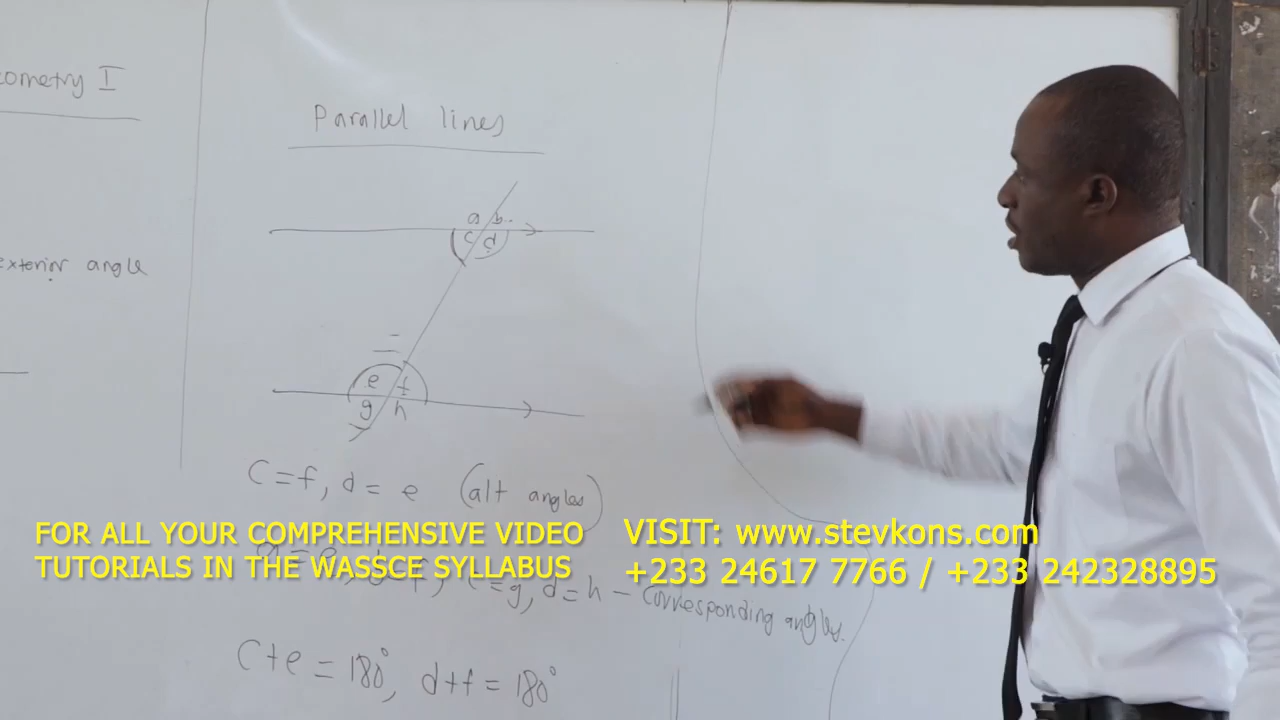 eometry I
exterior angle
Parallel lines
a b
c d
e f
g h
C = f, d = e (alt angles)
a = e, b = f, c = g, d = h – corresponding angles.
C + e = 180°, d + f = 180°
FOR ALL YOUR COMPREHENSIVE VIDEO
TUTORIALS IN THE WASSCE SYLLABUS
VISIT: www.stevkons.com
+233 24617 7766 / +233 242328895